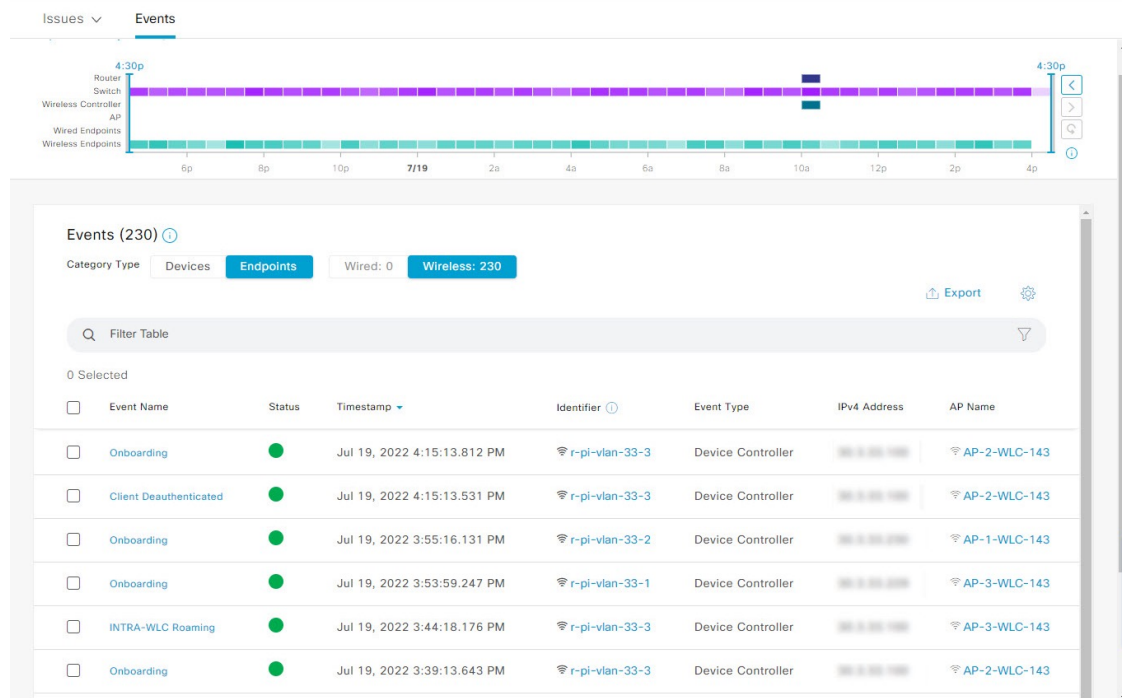 Issues Events
4:30p 4:30p
Router
Switch
Wireless Controller
AP
Wired Endpoints
Wireless Endpoints
6p 8p 10p 7/19 2a 4a 6a 8a 10a 12p 2p 4p
Events (230)
Category Type Devices Endpoints Wired: 0 Wireless: 230
Export
Filter Table
0 Selected
Event Name Status Timestamp Identifier Event Type IPv4 Address AP Name
Onboarding Jul 19, 2022 4:15:13.812 PM r-pi-vlan-33-3 Device Controller AP-2-WLC-143
Client Deauthenticated Jul 19, 2022 4:15:13.531 PM r-pi-vlan-33-3 Device Controller AP-2-WLC-143
Onboarding Jul 19, 2022 3:55:16.131 PM r-pi-vlan-33-2 Device Controller AP-1-WLC-143
Onboarding Jul 19, 2022 3:53:59.247 PM r-pi-vlan-33-1 Device Controller AP-3-WLC-143
INTRA-WLC Roaming Jul 19, 2022 3:44:18.176 PM r-pi-vlan-33-3 Device Controller AP-3-WLC-143
Onboarding Jul 19, 2022 3:39:13.643 PM r-pi-vlan-33-3 Device Controller AP-2-WLC-143